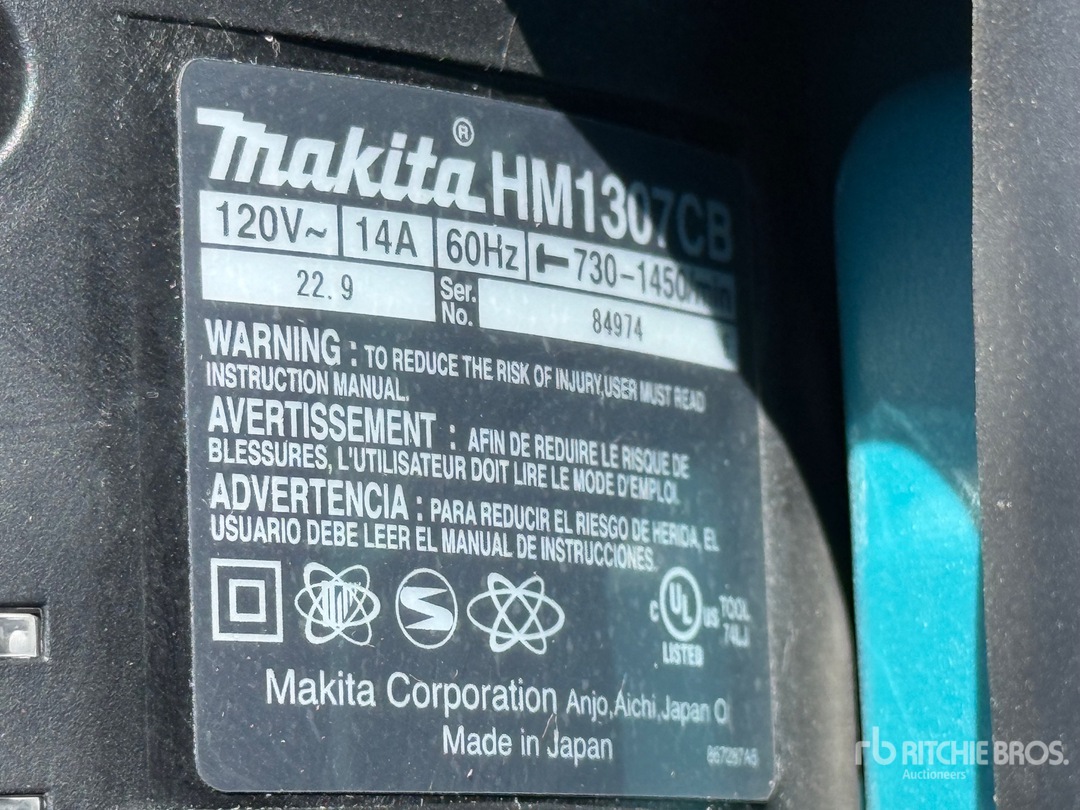 Makita® HM1307CB
120V~ 14A 60Hz 730-1450/min
22.9 Ser. No. 84974
WARNING : TO REDUCE THE RISK OF INJURY,USER MUST READ
INSTRUCTION MANUAL.
AVERTISSEMENT : AFIN DE REDUIRE LE RISQUE DE
BLESSURES, L'UTILISATEUR DOIT LIRE LE MODE D'EMPLOI.
ADVERTENCIA : PARA REDUCIR EL RIESGO DE HERIDA, EL
USUARIO DEBE LEER EL MANUAL DE INSTRUCCIONES.
C UL US TOOL
74LJ
LISTED
Makita Corporation Anjo,Aichi,Japan O
Made in Japan
rb RITCHIE BROS.
Auctioneers